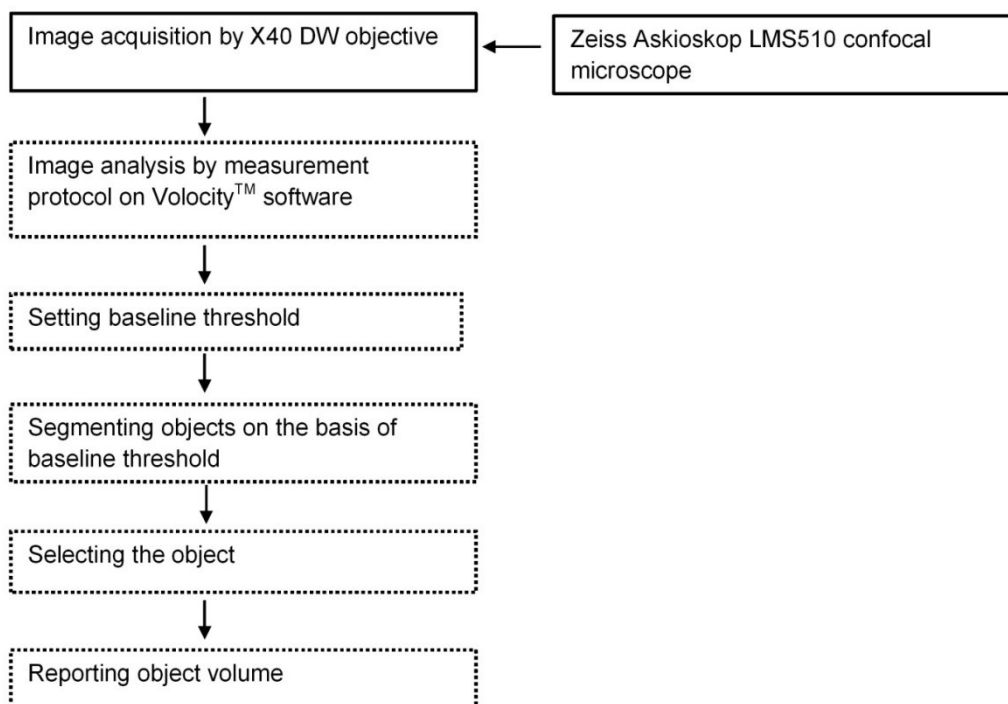 Image acquisition by X40 DW objective
Zeiss Askioskop LMS510 confocal
microscope
Image analysis by measurement
protocol on Volocity™ software
Setting baseline threshold
Segmenting objects on the basis of
baseline threshold
Selecting the object
Reporting object volume